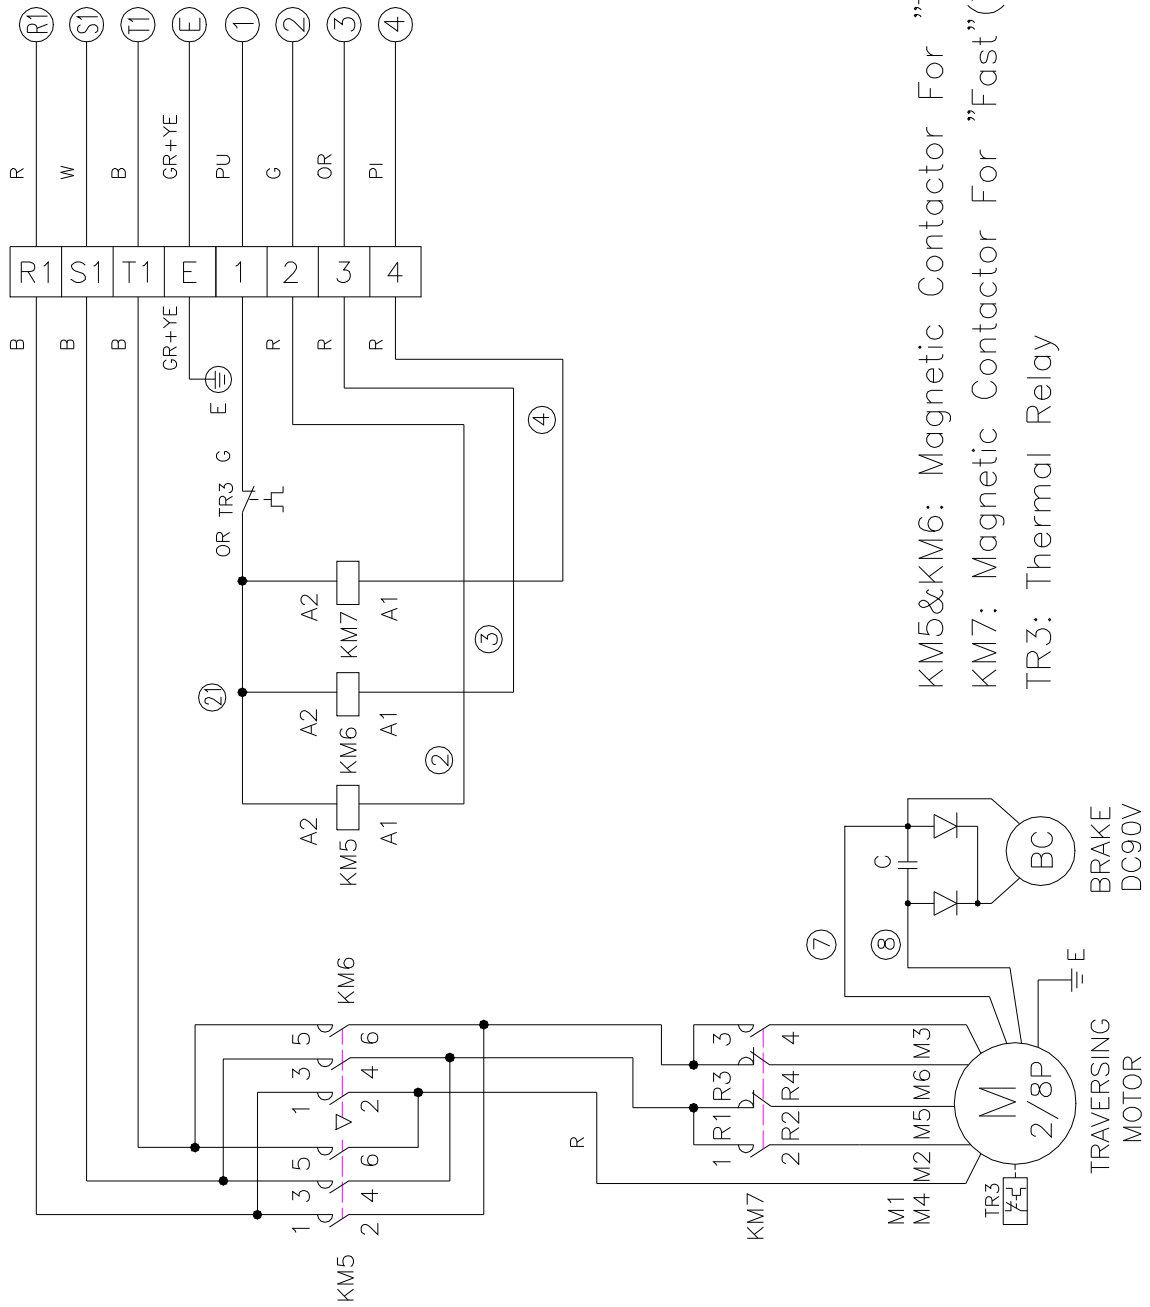 R1 S1 T1 E 1 2 3 4
R W B GR+YE PU G OR PI
R1 S1 T1 E 1 2 3 4
B B B GR+YE R R R
E
G
TR3
OR
4
A2 KM7 A1
3
21
A2 KM6 A1
2
A2 KM5 A1
KM6
5 6
3 4
1 2
5 6
3 4
1 2
KM5
R
3 4
R3 R4
R1 R2
1 2
KM7
M3
M6
M5
M2
M1
M4
7
8
C
BC
BRAKE
DC90V
E
M
2/8P
TR3
TRAVERSING
MOTOR
KM5&KM6: Magnetic Contactor For "
KM7: Magnetic Contactor For "Fast"(
TR3: Thermal Relay